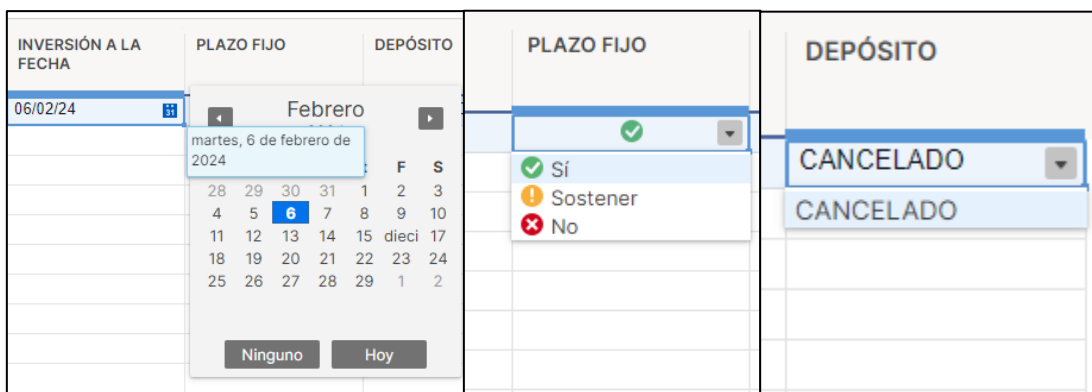 INVERSIÓN A LA
FECHA
PLAZO FIJO
DEPÓSITO
06/02/24
31
Febrero
martes, 6 de febrero de
2024
F S
28 29 30 31 1 2 3
4 5 6 7 8 9 10
11 12 13 14 15 dieci 17
18 19 20 21 22 23 24
25 26 27 28 29 1 2
Ninguno Hoy
PLAZO FIJO
Sí
Sostener
No
DEPÓSITO
CANCELADO
CANCELADO